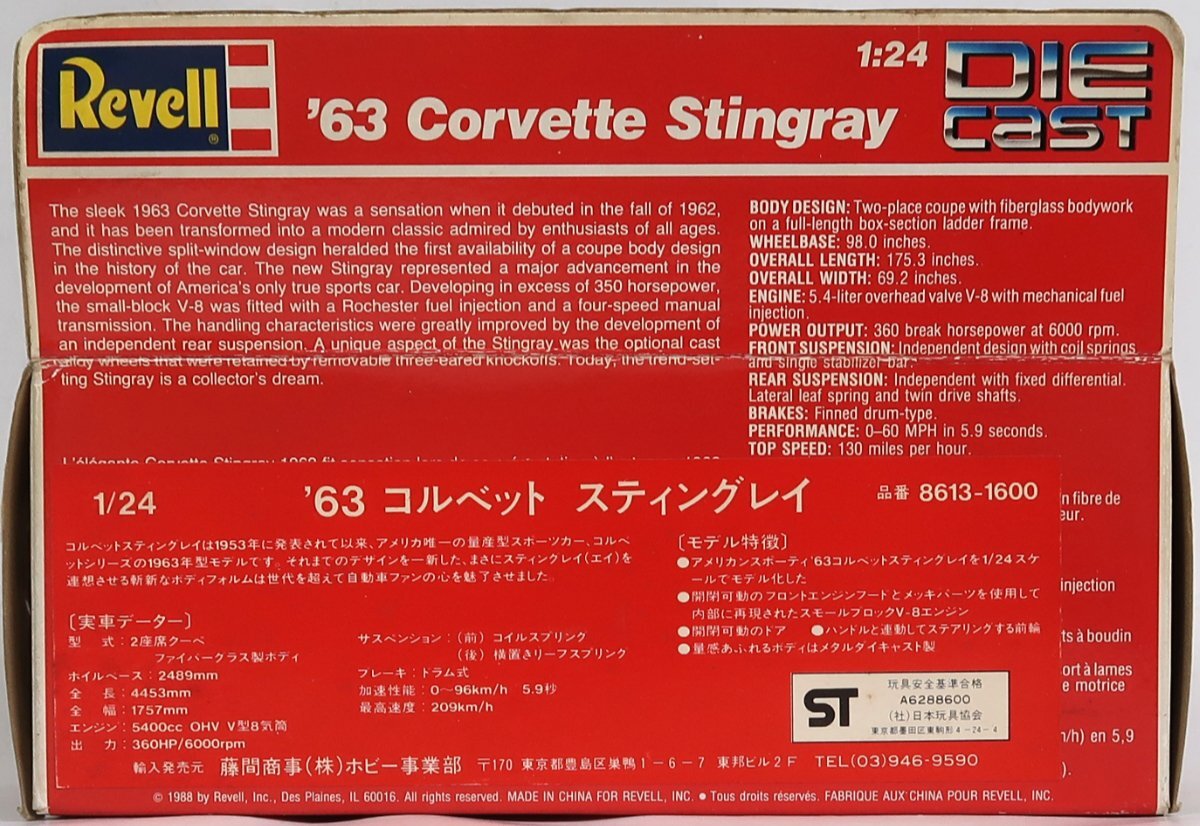 Revell®
'63 Corvette Stingray
1:24
DIE
CAST
The sleek 1963 Corvette Stingray was a sensation when it debuted in the fall of 1962,
and it has been transformed into a modern classic admired by enthusiasts of all ages.
The distinctive split-window design heralded the first availability of a coupe body design
in the history of the car. The new Stingray represented a major advancement in the
development of America's only true sports car. Developing in excess of 350 horsepower,
the small-block V-8 was fitted with a Rochester fuel injection and a four-speed manual
transmission. The handling characteristics were greatly improved by the development of
an independent rear suspension. A unique aspect of the Stingray was the optional cast
alloy wheels that were retained by removable three-eared knockoffs. Today, the trend-set-
ting Stingray is a collector's dream.
BODY DESIGN: Two-place coupe with fiberglass bodywork
on a full-length box-section ladder frame.
WHEELBASE: 98.0 inches.
OVERALL LENGTH: 175.3 inches.
OVERALL WIDTH: 69.2 inches.
ENGINE: 5.4-liter overhead valve V-8 with mechanical fuel
injection.
POWER OUTPUT: 360 break horsepower at 6000 rpm.
FRONT SUSPENSION: Independent design with coil springs
and single stabilizer bar.
REAR SUSPENSION: Independent with fixed differential.
Lateral leaf spring and twin drive shafts.
BRAKES: Finned drum-type.
PERFORMANCE: 0–60 MPH in 5.9 seconds.
TOP SPEED: 130 miles per hour.
L'élégante Corvette Stingray 1963 fit sensation
n fibre de
eur.
injection
ts à boudin
ort à lames
e motrice
n/h) en 5,9
).
1/24
'63 コルベット スティングレイ
品番 8613-1600
コルベットスティングレイは1953年に発表されて以来、アメリカ唯一の量産型スポーツカー、コルベ
ットシリーズの1963年型モデルです。それまでのデザインを一新した、まさにスティングレイ(エイ)を
連想させる斬新なボディフォルムは世代を超えて自動車ファンの心を魅了させました。
〔実車データー〕
型 式：2座席クーペ
ファイバークラス製ボディ
ホイルベース：2489mm
全 長：4453mm
全 幅：1757mm
エンジン：5400cc OHV V型8気筒
出 力：360HP/6000rpm
サスペンション：(前) コイルスプリング
(後) 横置きリーフスプリング
ブレーキ：ドラム式
加速性能：0〜96km/h 5.9秒
最高速度：209km/h
〔モデル特徴〕
●アメリカンスポーティ'63コルベットスティングレイを1/24スケ
ールでモデル化した
●開閉可動のフロントエンジンフードとメッキパーツを使用して
内部に再現されたスモールブロックV-8エンジン
●開閉可動のドア ●ハンドルと連動してステアリングする前輪
●量感あふれるボディはメタルダイキャスト製
ST
玩具安全基準合格
A6288600
(社)日本玩具協会
東京都墨田区東駒形4-24-4
輸入発売元 藤間商事(株)ホビー事業部 〒170 東京都豊島区巣鴨1-6-7 東邦ビル2F TEL(03)946-9590
© 1988 by Revell, Inc., Des Plaines, IL 60016. All rights reserved. MADE IN CHINA FOR REVELL, INC. ● Tous droits réservés. FABRIQUE AUX CHINA POUR REVELL, INC.